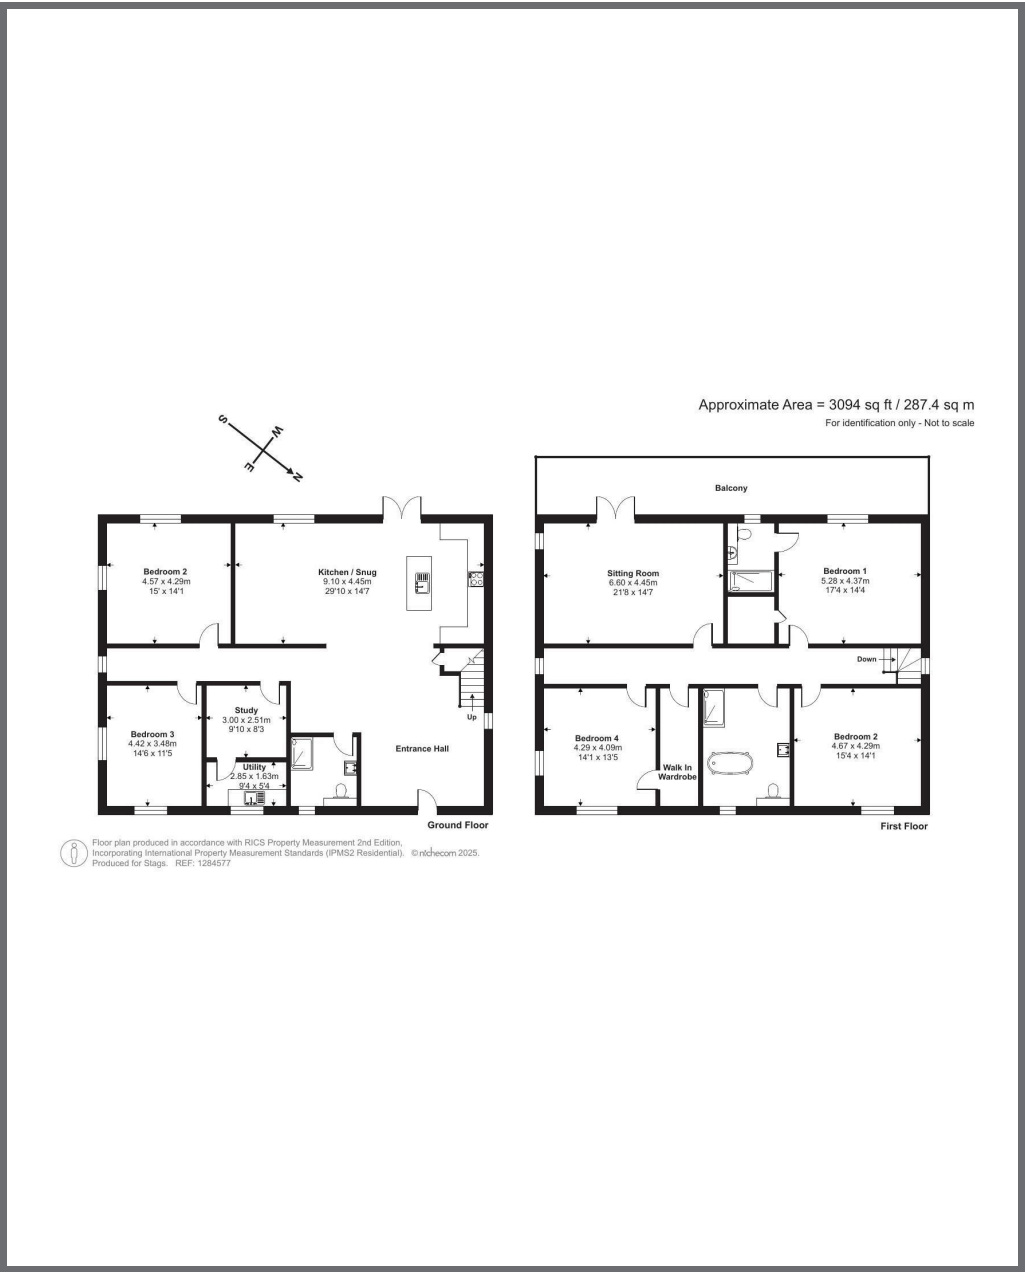 Approximate Area = 3094 sq ft / 287.4 sq m
For identification only - Not to scale
S
W
E
N
Balcony
Bedroom 2
4.57 x 4.29m
15' x 14'1
Kitchen / Snug
9.10 x 4.45m
29'10 x 14'7
Bedroom 3
4.42 x 3.48m
14'6 x 11'5
Study
3.00 x 2.51m
9'10 x 8'3
Utility
2.85 x 1.63m
9'4 x 5'4
Up
Entrance Hall
Ground Floor
Sitting Room
6.60 x 4.45m
21'8 x 14'7
Bedroom 1
5.28 x 4.37m
17'4 x 14'4
Down
Bedroom 4
4.29 x 4.09m
14'1 x 13'5
Walk In
Wardrobe
Bedroom 2
4.67 x 4.29m
15'4 x 14'1
First Floor
Floor plan produced in accordance with RICS Property Measurement 2nd Edition,
Incorporating International Property Measurement Standards (IPMS2 Residential). © ntchecom 2025.
Produced for Stags. REF: 1284577